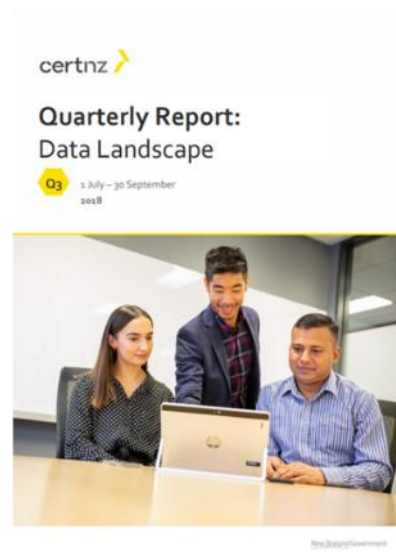 certnz
Quarterly Report:
Data Landscape
Q3
1 July – 30 September
2018
New Zealand Government